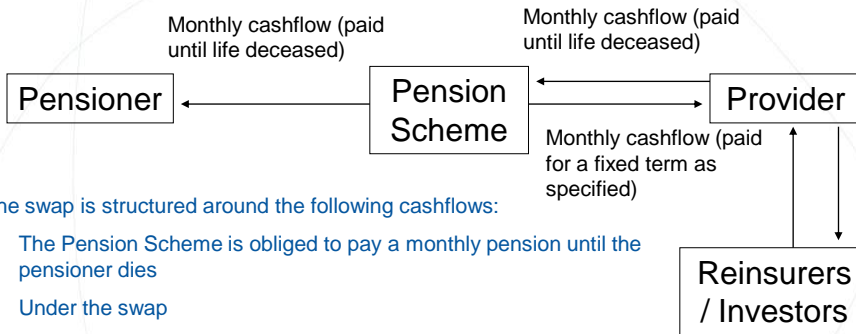 Monthly cashflow (paid
until life deceased)
Monthly cashflow (paid
until life deceased)
Pensioner
Pension
Scheme
Provider
Monthly cashflow (paid
for a fixed term as
specified)
he swap is structured around the following cashflows:
The Pension Scheme is obliged to pay a monthly pension until the
pensioner dies
Under the swap
Reinsurers
/ Investors